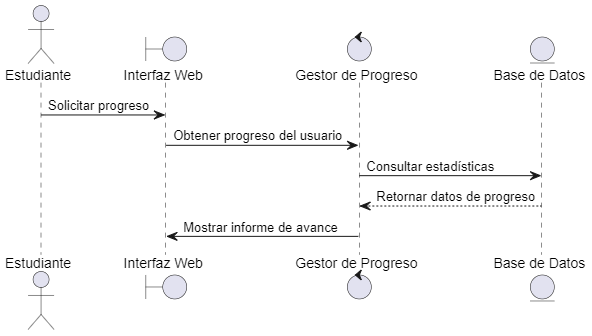 Estudiante Interfaz Web Gestor de Progreso Base de Datos
Solicitar progreso
Obtener progreso del usuario
Consultar estadísticas
Retornar datos de progreso
Mostrar informe de avance
Estudiante Interfaz Web Gestor de Progreso Base de Datos